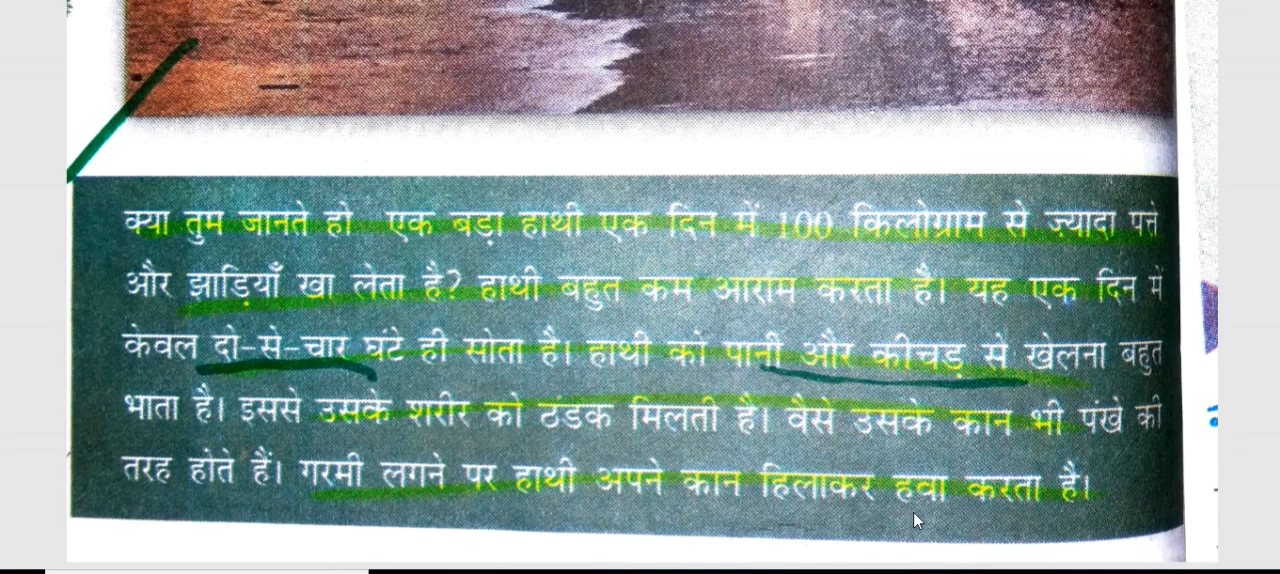 क्या तुम जानते हो एक बड़ा हाथी एक दिन में 100 किलोग्राम से ज़्यादा पत्ते
और झाड़ियाँ खा लेता है? हाथी बहुत कम आराम करता है। यह एक दिन में
केवल दो-से-चार घंटे ही सोता है। हाथी को पानी और कीचड़ से खेलना बहुत
भाता है। इससे उसके शरीर को ठंडक मिलती है। वैसे उसके कान भी पंखे की
तरह होते हैं। गरमी लगने पर हाथी अपने कान हिलाकर हवा करता है।